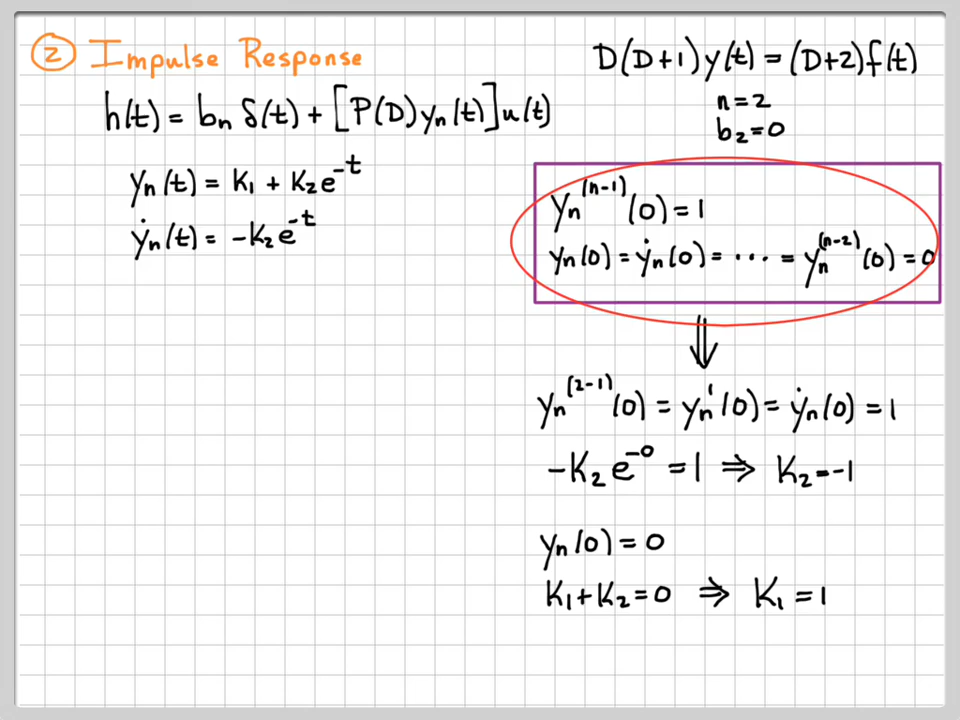 ② Impulse Response
h(t) = bₙ δ(t) + [P(D)yₙ(t)]u(t)
yₙ(t) = K₁ + K₂e⁻ᵗ
ẏₙ(t) = -K₂e⁻ᵗ
D(D+1)y(t) = (D+2)f(t)
n=2
b₂=0
yₙ⁽ⁿ⁻¹⁾(0) = 1
yₙ(0) = ẏₙ(0) = ··· = yₙ⁽ⁿ⁻²⁾(0) = 0
⇓
yₙ⁽²⁻¹⁾(0) = yₙ'(0) = ẏₙ(0) = 1
-K₂e⁻⁰ = 1 ⇒ K₂=-1
yₙ(0) = 0
K₁+K₂=0 ⇒ K₁=1